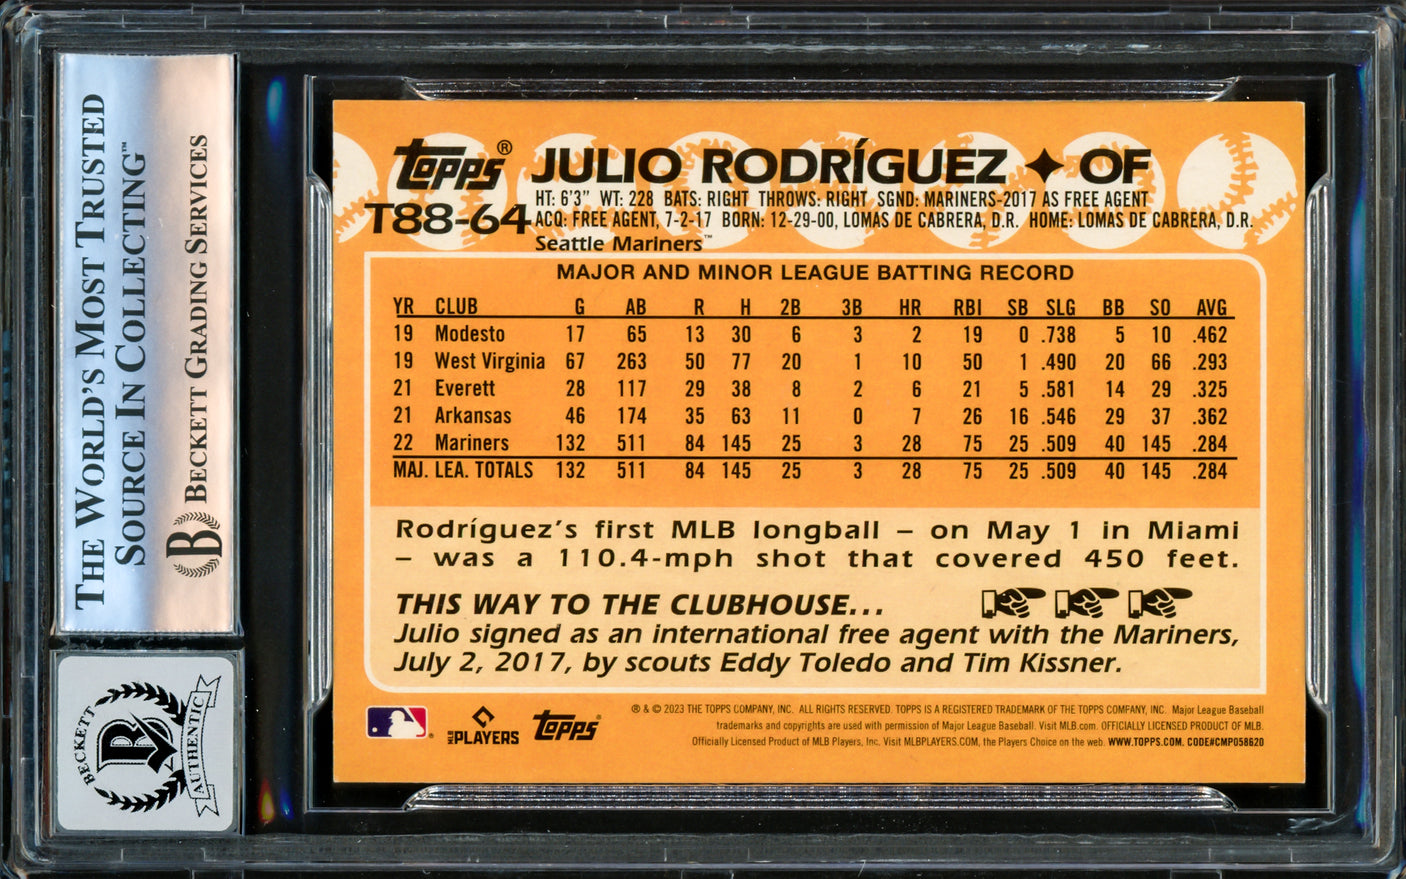 THE WORLD'S MOST TRUSTED
SOURCE IN COLLECTING™
BECKETT GRADING SERVICES
B
BECKETT
B
AUTHENTIC
Topps® JULIO RODRÍGUEZ ✦ OF
T88-64
HT: 6'3" WT: 228 BATS: RIGHT THROWS: RIGHT SGND: MARINERS-2017 AS FREE AGENT
ACQ: FREE AGENT, 7-2-17 BORN: 12-29-00, LOMAS DE CABRERA, D.R. HOME: LOMAS DE CABRERA, D.R.
Seattle Mariners™
MAJOR AND MINOR LEAGUE BATTING RECORD
YR CLUB G AB R H 2B 3B HR RBI SB SLG BB SO AVG
19 Modesto 17 65 13 30 6 3 2 19 0 .738 5 10 .462
19 West Virginia 67 263 50 77 20 1 10 50 1 .490 20 66 .293
21 Everett 28 117 29 38 8 2 6 21 5 .581 14 29 .325
21 Arkansas 46 174 35 63 11 0 7 26 16 .546 29 37 .362
22 Mariners 132 511 84 145 25 3 28 75 25 .509 40 145 .284
MAJ. LEA. TOTALS 132 511 84 145 25 3 28 75 25 .509 40 145 .284
Rodríguez's first MLB longball – on May 1 in Miami
– was a 110.4-mph shot that covered 450 feet.
THIS WAY TO THE CLUBHOUSE...
Julio signed as an international free agent with the Mariners,
July 2, 2017, by scouts Eddy Toledo and Tim Kissner.
MLB PLAYERS Topps®
® & © 2023 THE TOPPS COMPANY, INC. ALL RIGHTS RESERVED. TOPPS IS A REGISTERED TRADEMARK OF THE TOPPS COMPANY, INC. Major League Baseball
trademarks and copyrights are used with permission of Major League Baseball. Visit MLB.com. OFFICIALLY LICENSED PRODUCT OF MLB.
Officially Licensed Product of MLB Players, Inc. Visit MLBPLAYERS.COM, the Players Choice on the web. WWW.TOPPS.COM. CODE#CMP058620